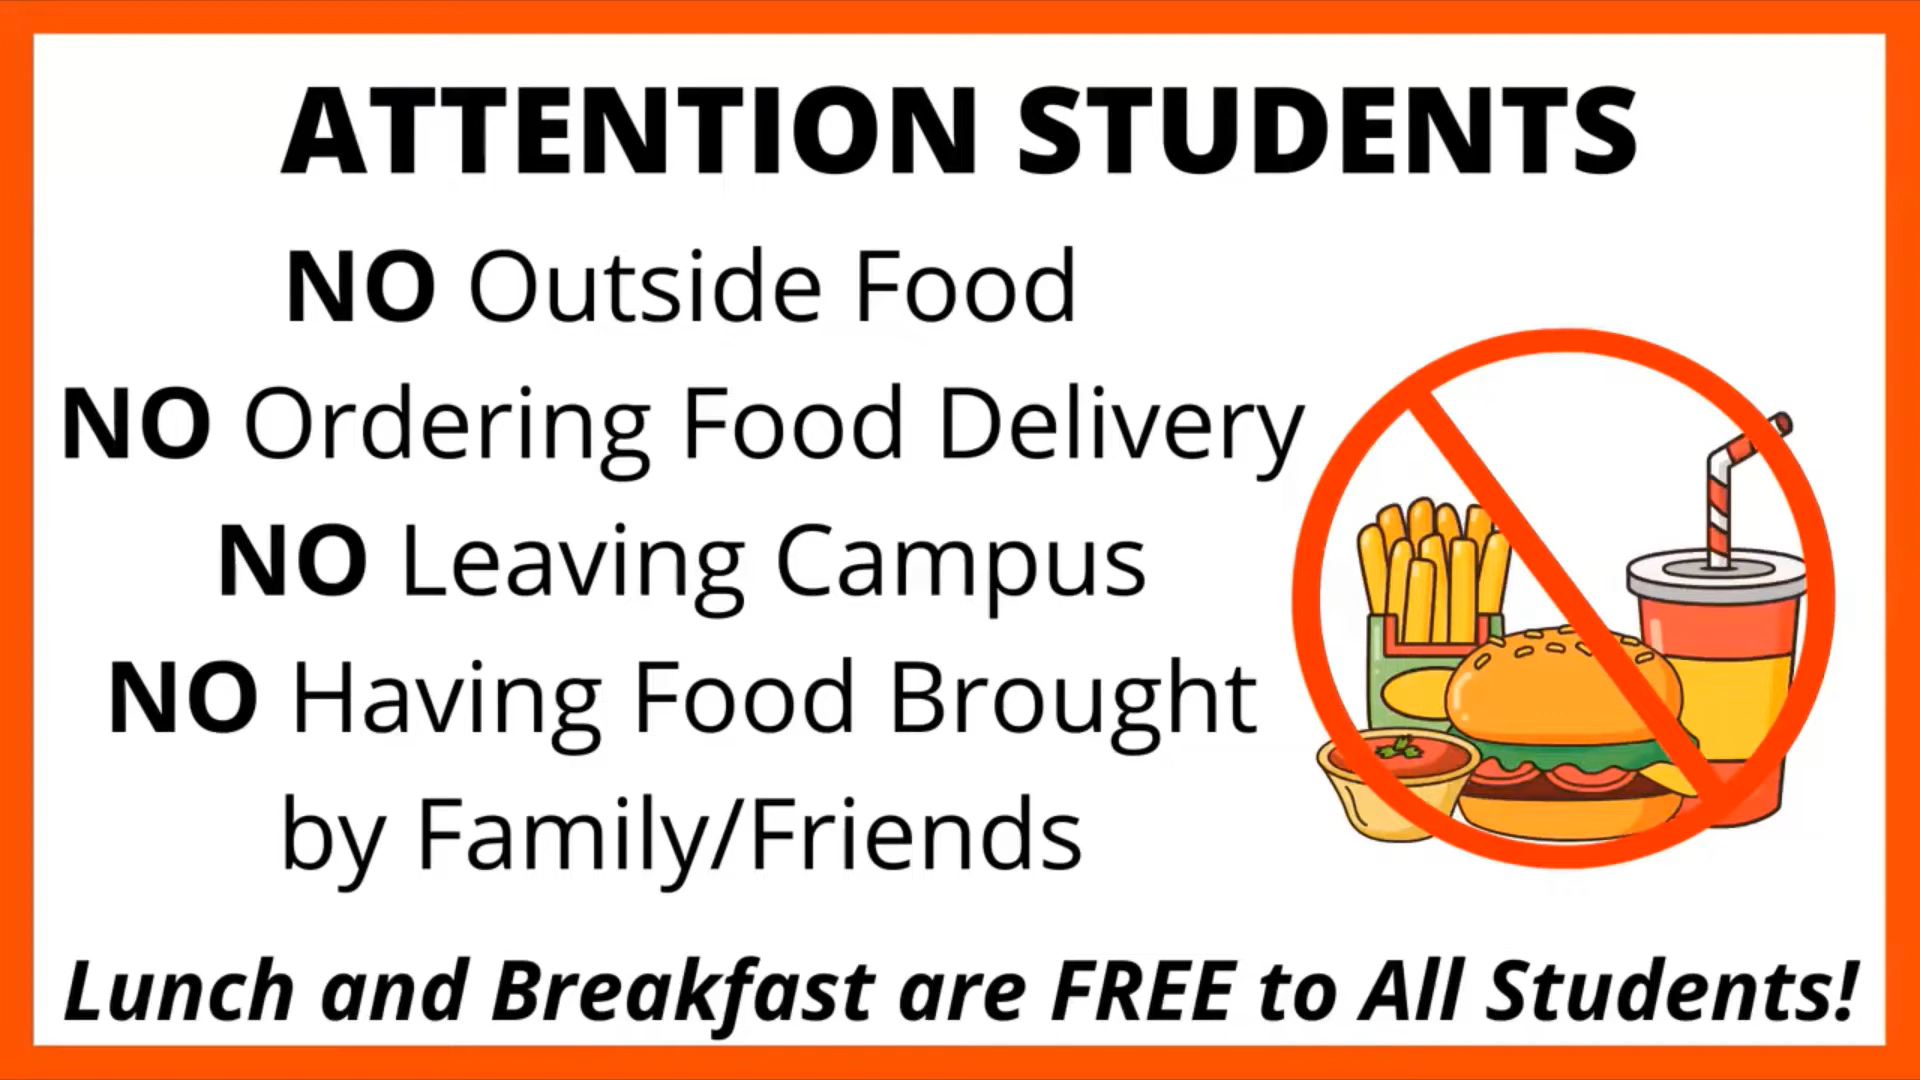 ATTENTION STUDENTS
NO Outside Food
NO Ordering Food Delivery
NO Leaving Campus
NO Having Food Brought
by Family/Friends
Lunch and Breakfast are FREE to All Students!